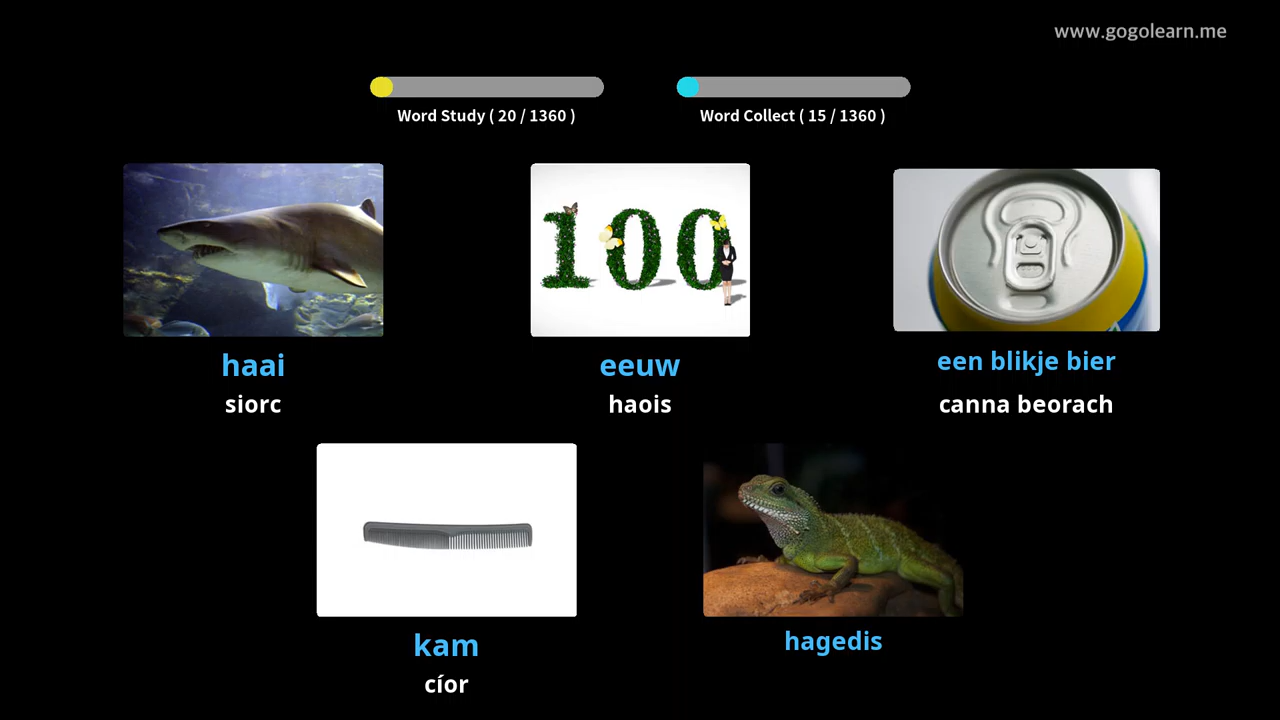 www.gogolearn.me
Word Study ( 20 / 1360 )
Word Collect ( 15 / 1360 )
100
haai
siorc
eeuw
haois
een blikje bier
canna beorach
kam
cíor
hagedis